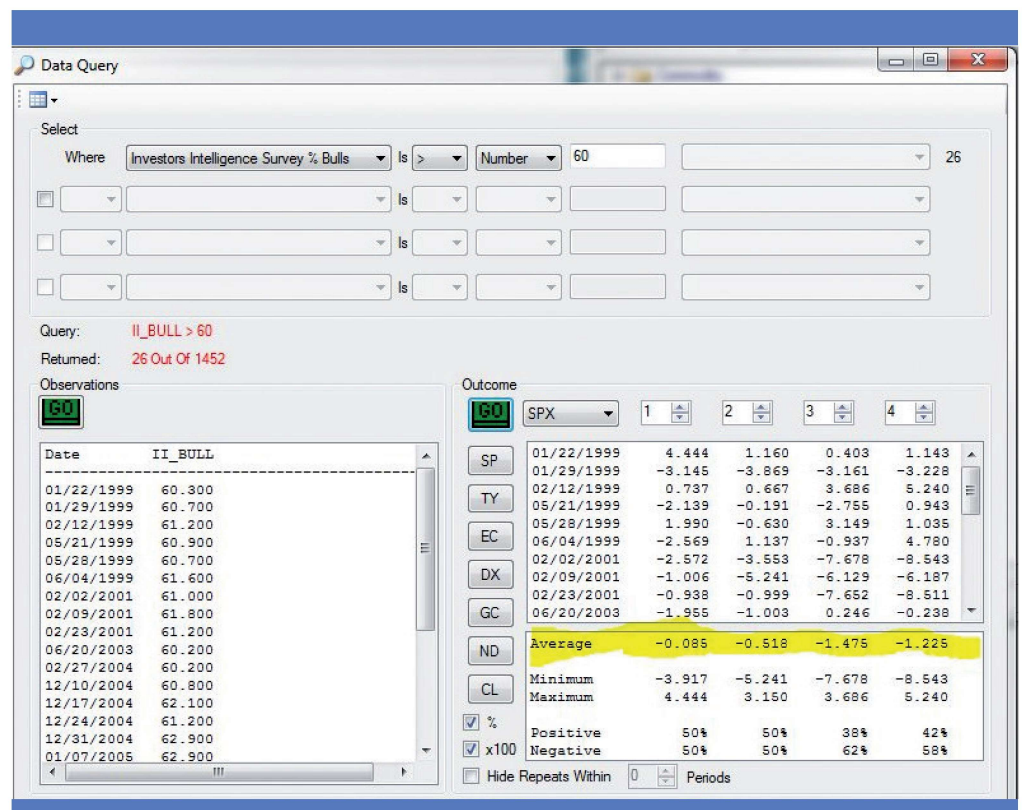 Data Query
Select
Where Investors Intelligence Survey % Bulls Is > Number 60 26
Is
Is
Is
Query: II_BULL > 60
Returned: 26 Out Of 1452
Observations
GO
Date II_BULL
----------------------------------------
01/22/1999 60.300
01/29/1999 60.700
02/12/1999 61.200
05/21/1999 60.900
05/28/1999 60.700
06/04/1999 61.600
02/02/2001 61.000
02/09/2001 61.800
02/23/2001 61.200
06/20/2003 60.200
02/27/2004 60.200
12/10/2004 60.800
12/17/2004 62.100
12/24/2004 61.200
12/31/2004 62.900
01/07/2005 62.900
Outcome
GO SPX 1 2 3 4
SP
TY
EC
DX
GC
ND
CL
%
x100
01/22/1999 4.444 1.160 0.403 1.143
01/29/1999 -3.145 -3.869 -3.161 -3.228
02/12/1999 0.737 0.667 3.686 5.240
05/21/1999 -2.139 -0.191 -2.755 0.943
05/28/1999 1.990 -0.630 3.149 1.035
06/04/1999 -2.569 1.137 -0.937 4.780
02/02/2001 -2.572 -3.553 -7.678 -8.543
02/09/2001 -1.006 -5.241 -6.129 -6.187
02/23/2001 -0.938 -0.999 -7.652 -8.511
06/20/2003 -1.955 -1.003 0.246 -0.238
Average -0.085 -0.518 -1.475 -1.225
Minimum -3.917 -5.241 -7.678 -8.543
Maximum 4.444 3.150 3.686 5.240
Positive 50% 50% 38% 42%
Negative 50% 50% 62% 58%
Hide Repeats Within 0 Periods